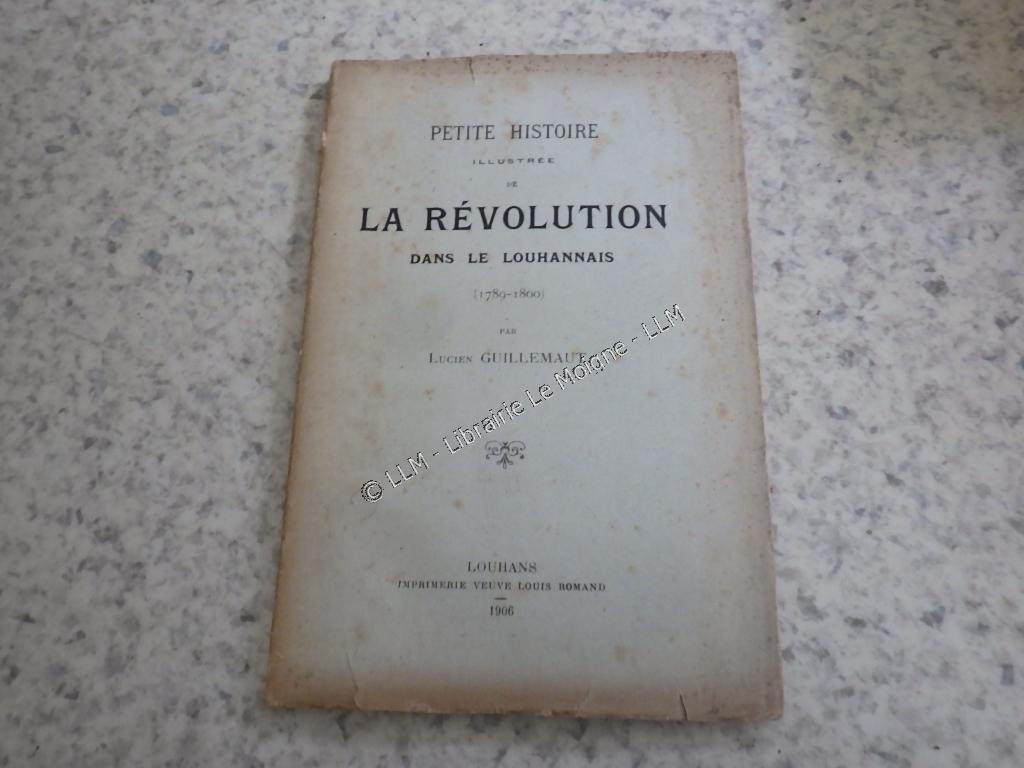 PETITE HISTOIRE
ILLUSTRÉE
DE
LA RÉVOLUTION
DANS LE LOUHANNAIS
(1789-1800)
PAR
LUCIEN GUILLEMAUT
© LLM - Librairie Le Moigne - LLM
LOUHANS
IMPRIMERIE VEUVE LOUIS ROMAND
1906